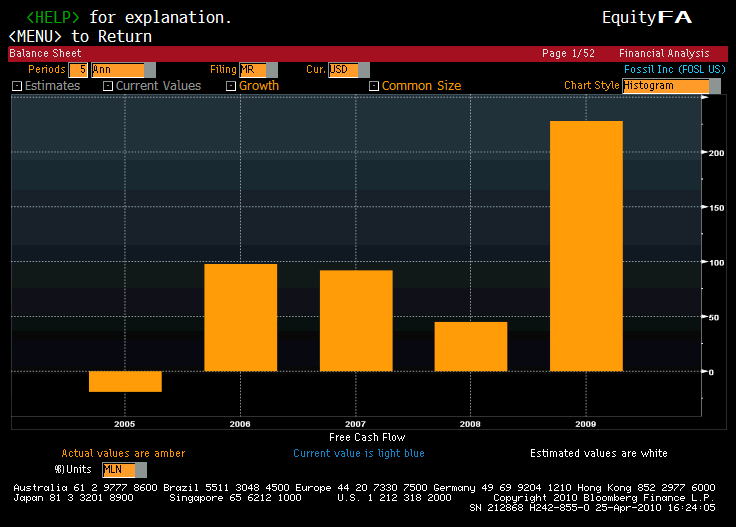 <HELP> for explanation. EquityFA
<MENU> to Return
Balance Sheet Page 1/52 Financial Analysis
Periods 5 Ann Filing MR Cur. USD Fossil Inc (FOSL US)
- Estimates - Current Values - Growth - Common Size Chart Style Histogram
200
150
100
50
0
2005 2006 2007 2008 2009
Free Cash Flow
Actual values are amber Current value is light blue Estimated values are white
%)Units MLN
Australia 61 2 9777 8600 Brazil 5511 3048 4500 Europe 44 20 7330 7500 Germany 49 69 9204 1210 Hong Kong 852 2977 6000
Japan 81 3 3201 8900 Singapore 65 6212 1000 U.S. 1 212 318 2000 Copyright 2010 Bloomberg Finance L.P.
SN 212868 H242-855-0 25-Apr-2010 16:24:05